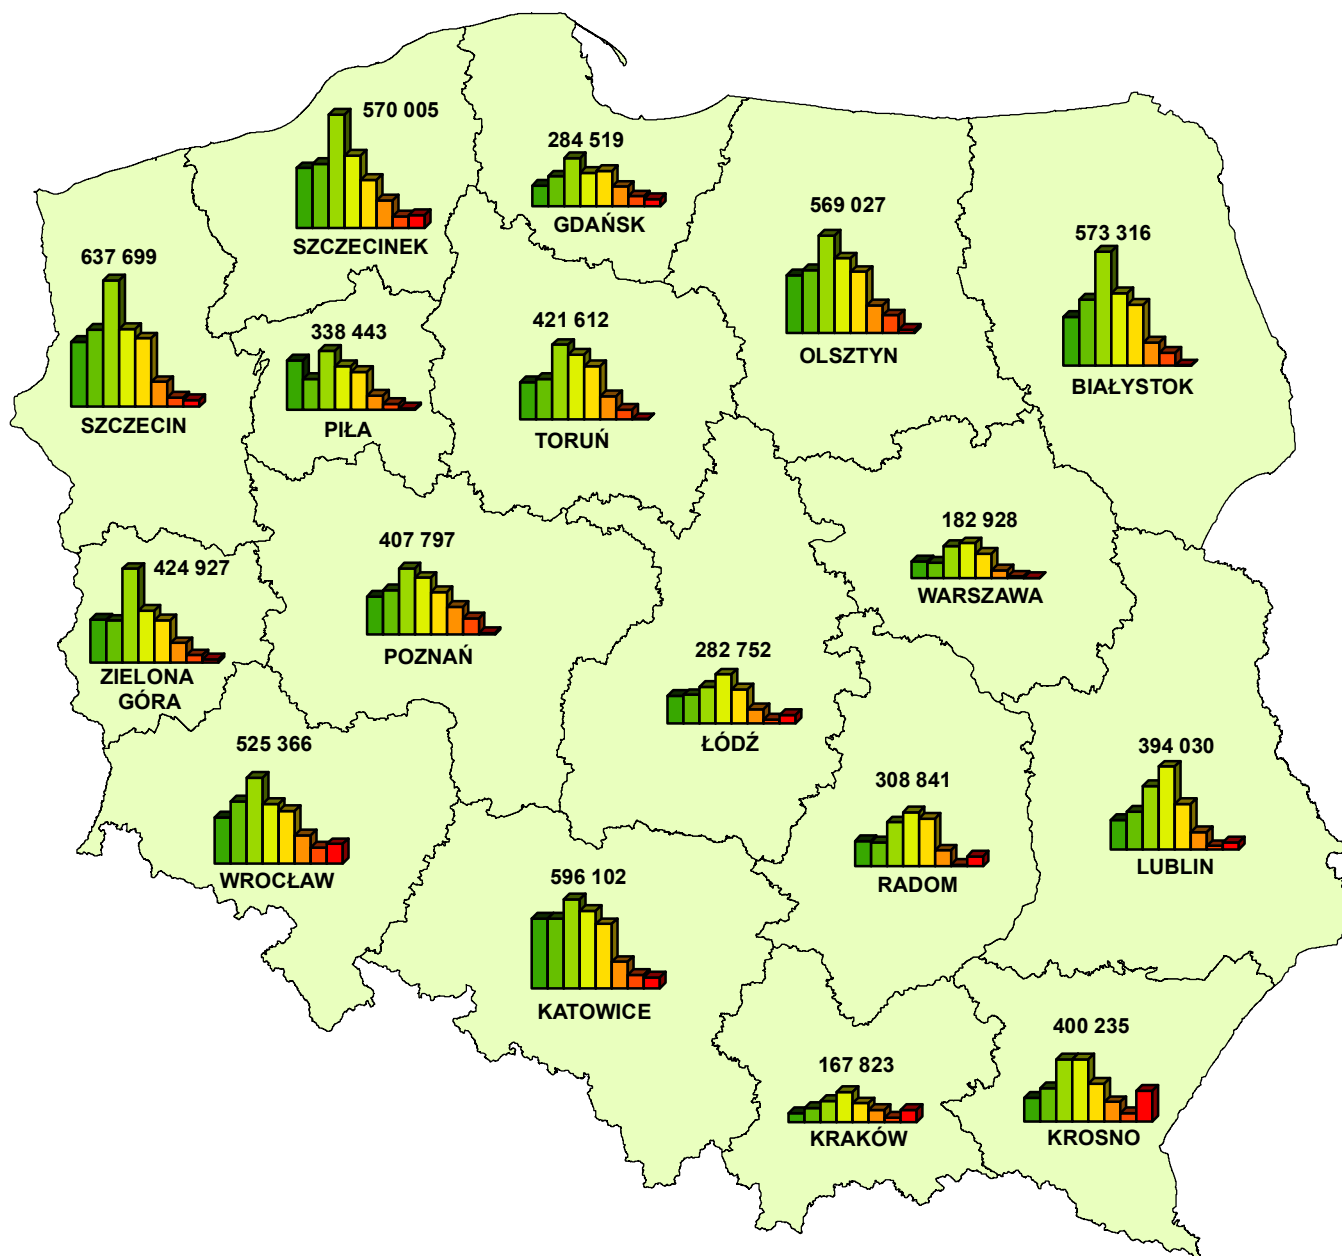 570 005
SZCZECINEK
284 519
GDAŃSK
569 027
OLSZTYN
573 316
BIAŁYSTOK
637 699
SZCZECIN
338 443
PIŁA
421 612
TORUŃ
182 928
WARSZAWA
424 927
ZIELONA
GÓRA
407 797
POZNAŃ
282 752
ŁÓDŹ
525 366
WROCŁAW
308 841
RADOM
394 030
LUBLIN
596 102
KATOWICE
167 823
KRAKÓW
400 235
KROSNO